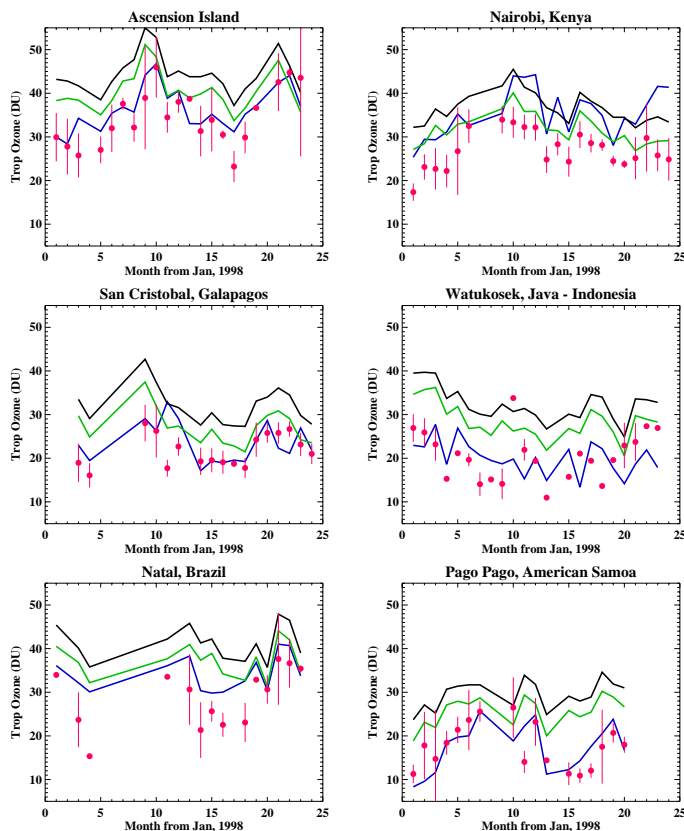 Ascension Island
Nairobi, Kenya
Trop Ozone (DU)
50
40
30
20
10
0 5 10 15 20 25
Month from Jan, 1998
Trop Ozone (DU)
50
40
30
20
10
0 5 10 15 20 25
Month from Jan, 1998
San Cristobal, Galapagos
Watukosek, Java - Indonesia
Trop Ozone (DU)
50
40
30
20
10
0 5 10 15 20 25
Month from Jan, 1998
Trop Ozone (DU)
50
40
30
20
10
0 5 10 15 20 25
Month from Jan, 1998
Natal, Brazil
Pago Pago, American Samoa
Trop Ozone (DU)
50
40
30
20
10
0 5 10 15 20 25
Month from Jan, 1998
Trop Ozone (DU)
50
40
30
20
10
0 5 10 15 20 25
Month from Jan, 1998